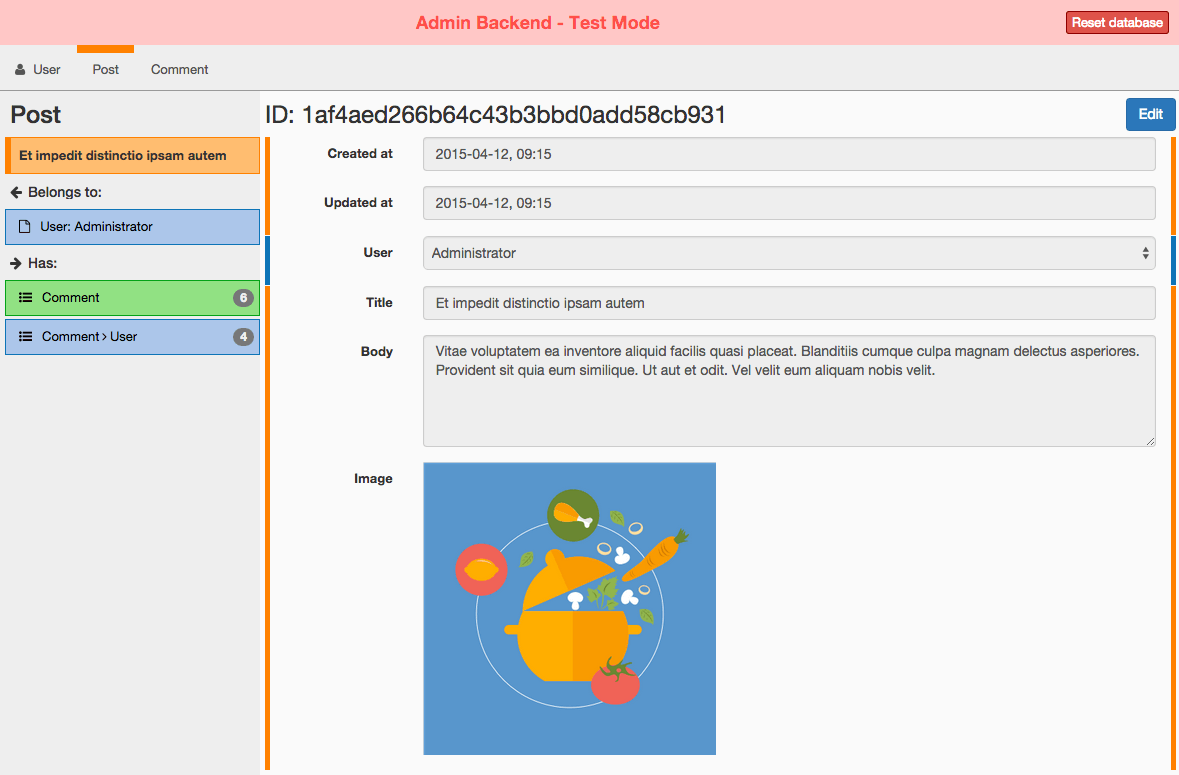 Admin Backend - Test Mode
Reset database
User Post Comment
Post
Et impedit distinctio ipsam autem
Belongs to:
User: Administrator
Has:
Comment 6
Comment › User 4
ID: 1af4aed266b64c43b3bbd0add58cb931
Edit
Created at 2015-04-12, 09:15
Updated at 2015-04-12, 09:15
User Administrator
Title Et impedit distinctio ipsam autem
Body Vitae voluptatem ea inventore aliquid facilis quasi placeat. Blanditiis cumque culpa magnam delectus asperiores.
Provident sit quia eum similique. Ut aut et odit. Vel velit eum aliquam nobis velit.
Image